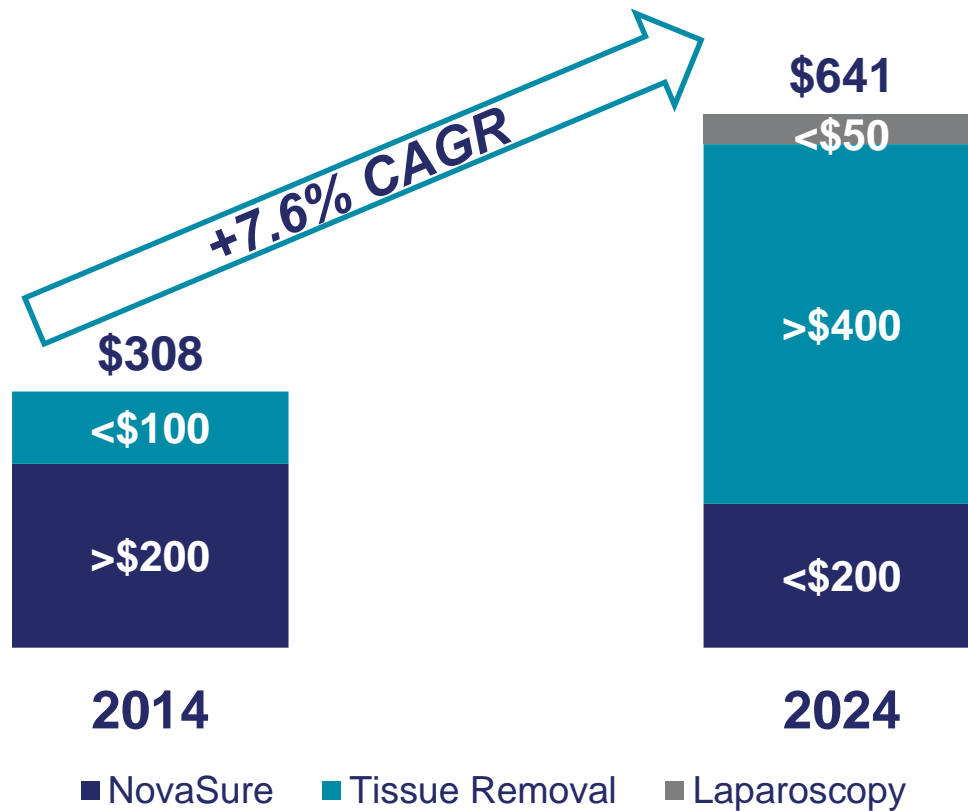 $641
<$50
+7.6% CAGR
>$400
$308
<$100
>$200
<$200
2014
2024
NovaSure
Tissue Removal
Laparoscopy